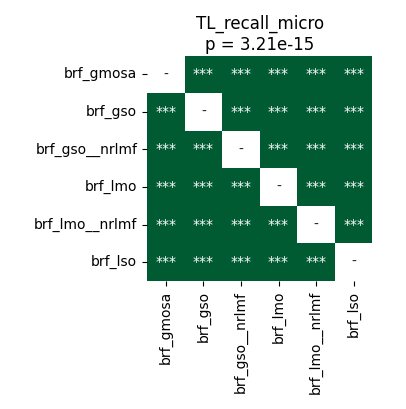 TL_recall_micro
p = 3.21e-15
brf_gmosa - *** *** *** *** ***
brf_gso *** - *** *** *** ***
brf_gso__nrlmf *** *** - *** *** ***
brf_lmo *** *** *** - *** ***
brf_lmo__nrlmf *** *** *** *** - ***
brf_lso *** *** *** *** *** -
brf_gmosa
brf_gso
brf_gso__nrlmf
brf_lmo
brf_lmo__nrlmf
brf_lso